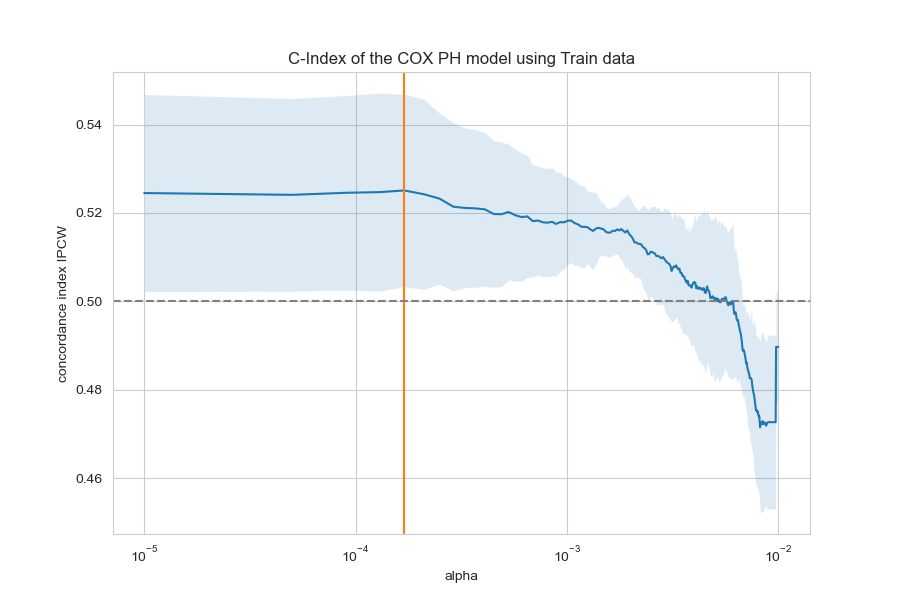 C-Index of the COX PH model using Train data
concordance index IPCW
0.54
0.52
0.50
0.48
0.46
10⁻⁵ 10⁻⁴ 10⁻³ 10⁻²
alpha